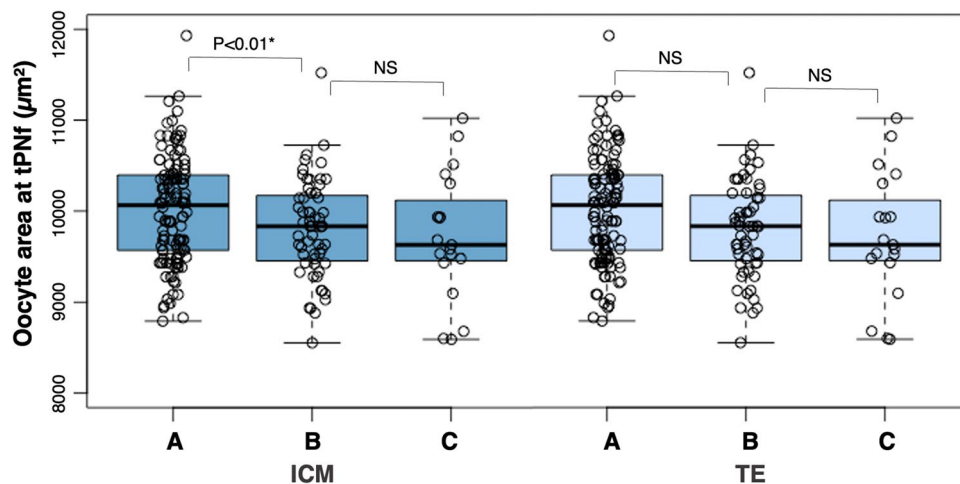 Oocyte area at tPNf (µm²)
12000
11000
10000
9000
8000
P<0.01*
NS
NS
NS
A
B
C
A
B
C
ICM
TE